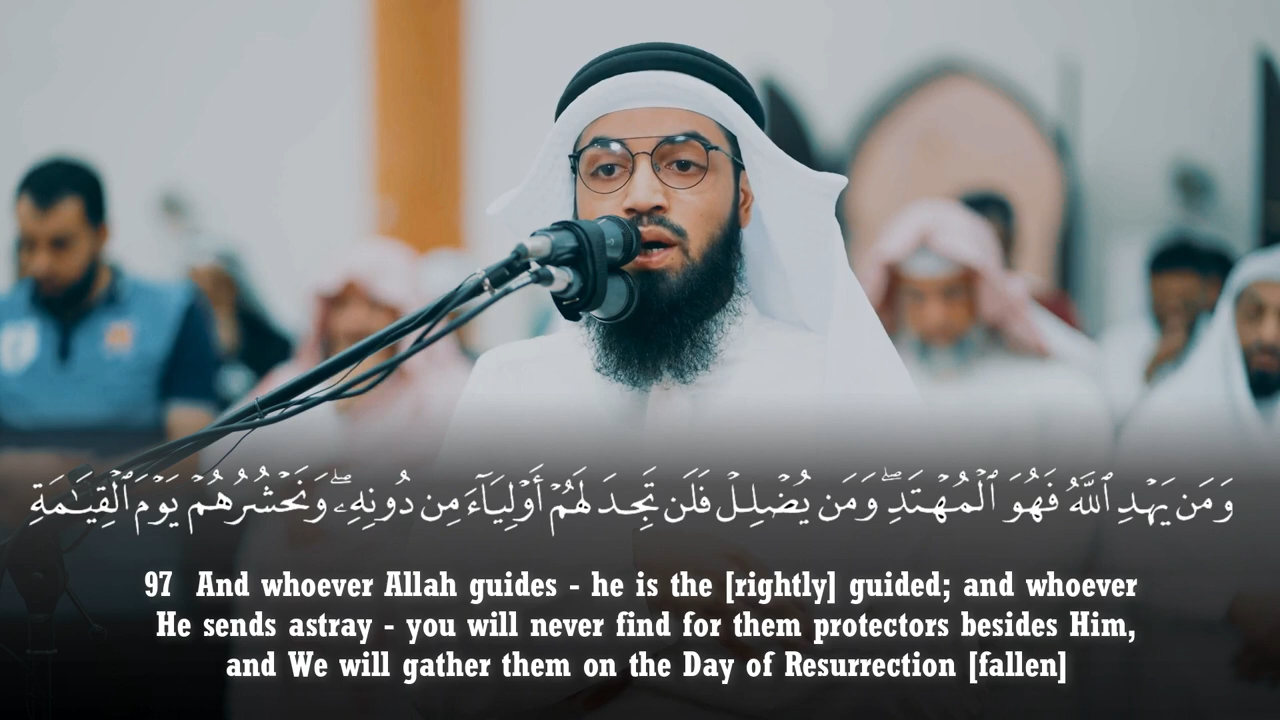 وَمَن يَهْدِ ٱللَّهُ فَهُوَ ٱلْمُهْتَدِ ۖ وَمَن يُضْلِلْ فَلَن تَجِدَ لَهُمْ أَوْلِيَآءَ مِن دُونِهِۦ ۖ وَنَحْشُرُهُمْ يَوْمَ ٱلْقِيَـٰمَةِ
97 And whoever Allah guides - he is the [rightly] guided; and whoever
He sends astray - you will never find for them protectors besides Him,
and We will gather them on the Day of Resurrection [fallen]